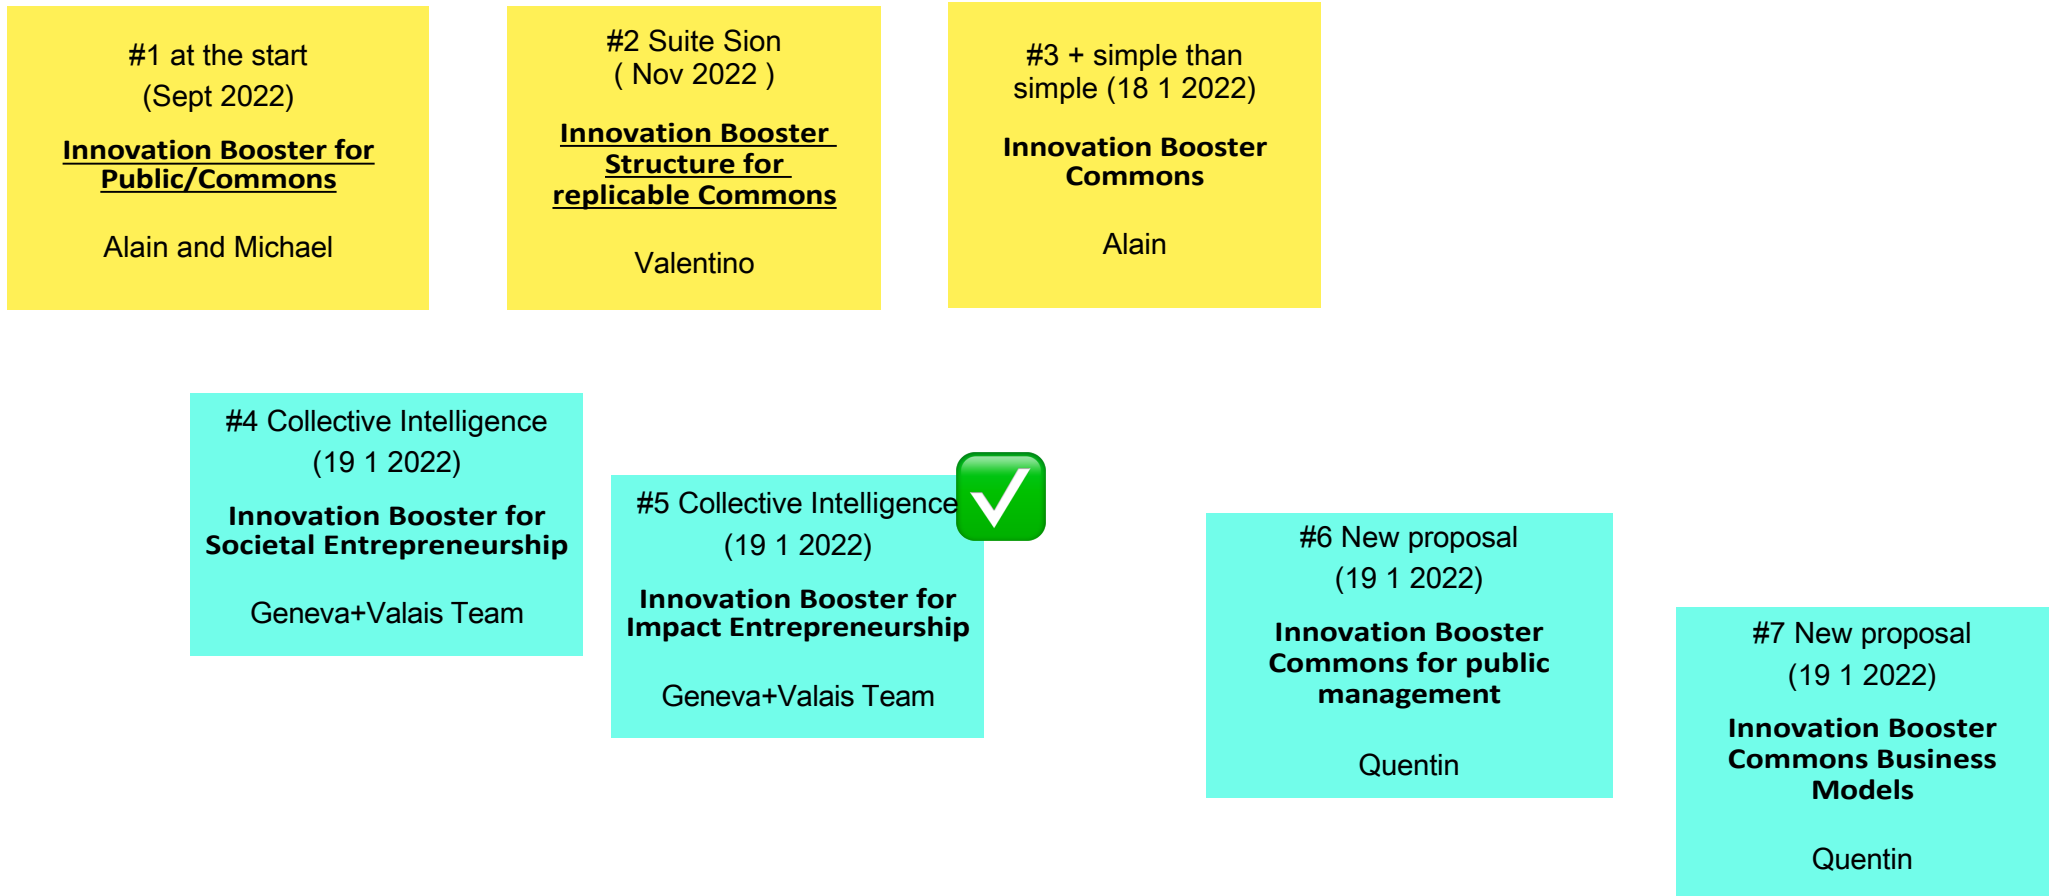 #1 at the start
(Sept 2022)
Innovation Booster for
Public/Commons
Alain and Michael
#2 Suite Sion
( Nov 2022 )
Innovation Booster
Structure for
replicable Commons
Valentino
#3 + simple than
simple (18 1 2022)
Innovation Booster
Commons
Alain
#4 Collective Intelligence
(19 1 2022)
Innovation Booster for
Societal Entrepreneurship
Geneva+Valais Team
#5 Collective Intelligence
(19 1 2022)
Innovation Booster for
Impact Entrepreneurship
Geneva+Valais Team
#6 New proposal
(19 1 2022)
Innovation Booster
Commons for public
management
Quentin
#7 New proposal
(19 1 2022)
Innovation Booster
Commons Business
Models
Quentin